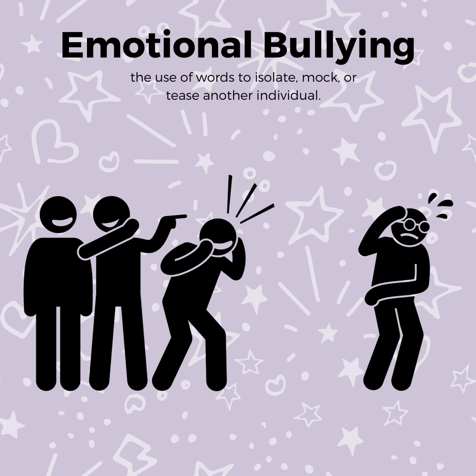 Emotional Bullying
the use of words to isolate, mock, or
tease another individual.